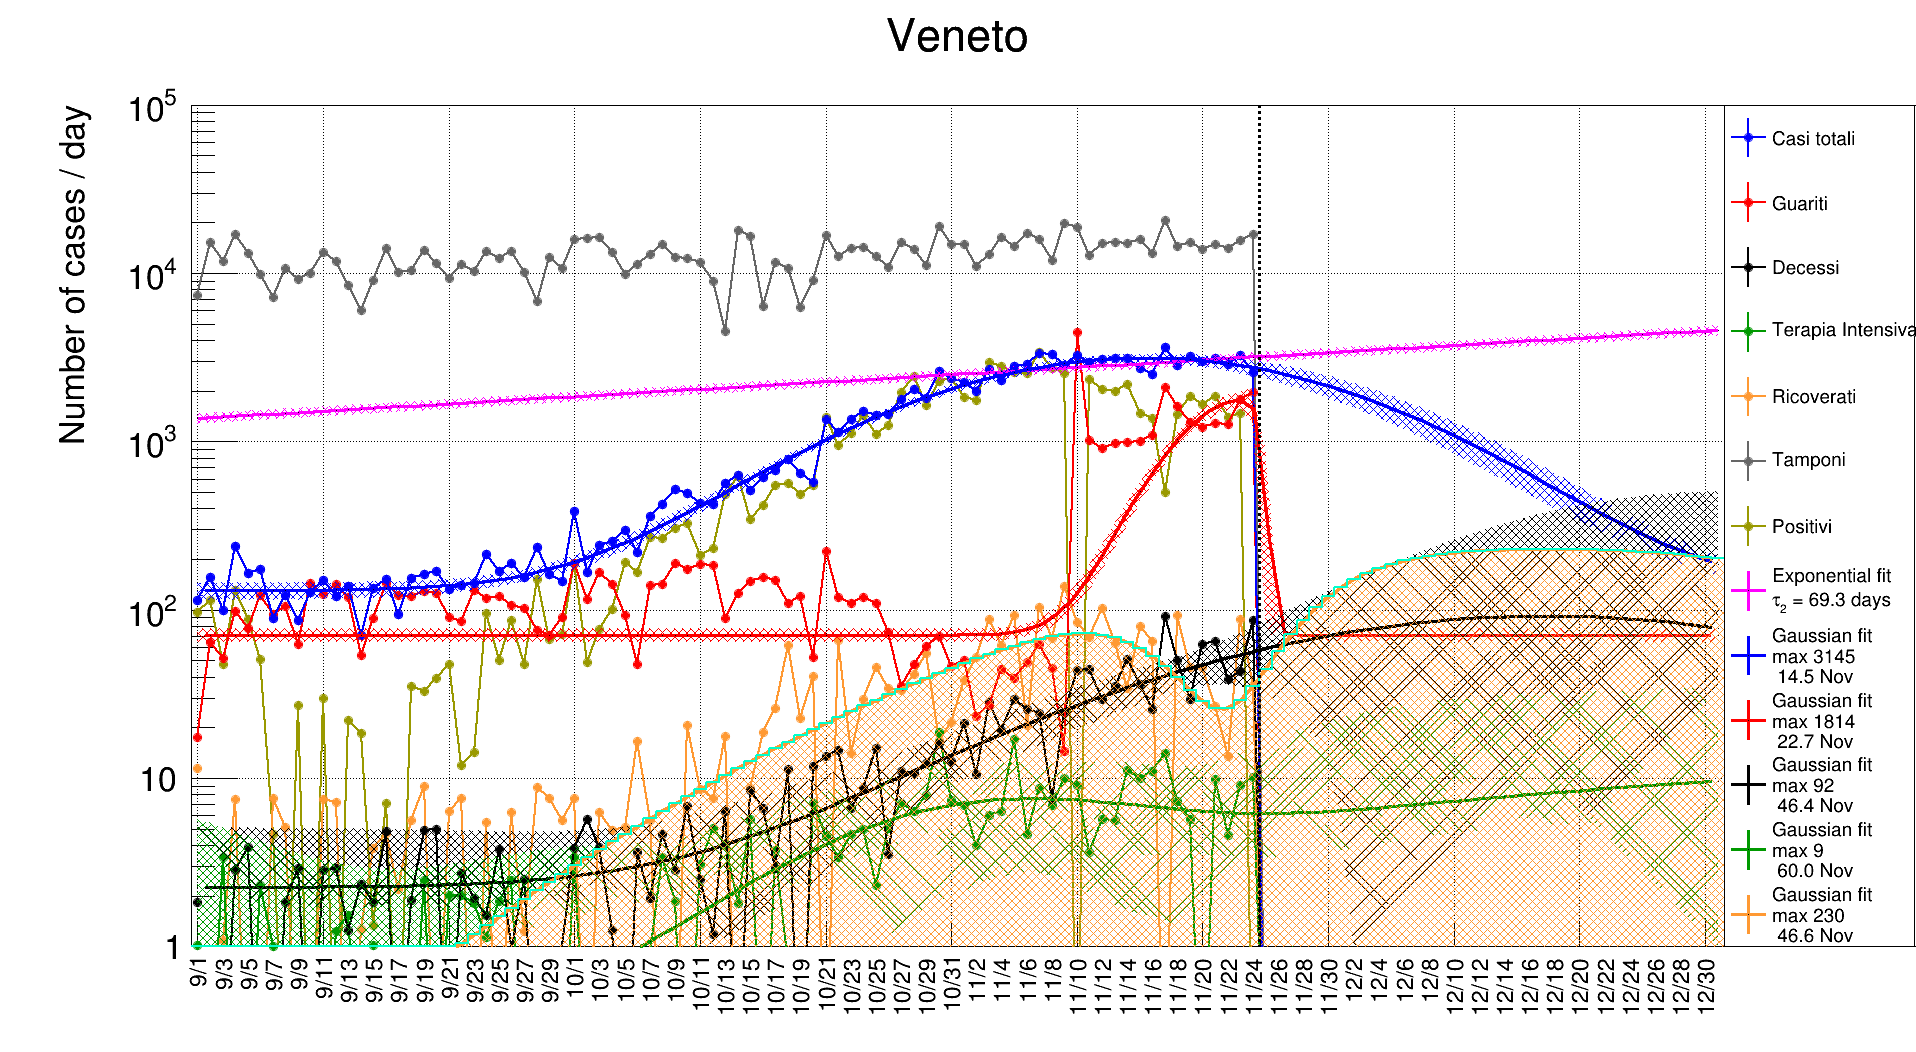 Veneto
Number of cases / day
10^5
10^4
10^3
10^2
10
1
9/1
9/3
9/5
9/7
9/9
9/11
9/13
9/15
9/17
9/19
9/21
9/23
9/25
9/27
9/29
10/1
10/3
10/5
10/7
10/9
10/11
10/13
10/15
10/17
10/19
10/21
10/23
10/25
10/27
10/29
10/31
11/2
11/4
11/6
11/8
11/10
11/12
11/14
11/16
11/18
11/20
11/22
11/24
11/26
11/28
11/30
12/2
12/4
12/6
12/8
12/10
12/12
12/14
12/16
12/18
12/20
12/22
12/24
12/26
12/28
12/30
Casi totali
Guariti
Decessi
Terapia Intensiva
Ricoverati
Tamponi
Positivi
Exponential fit
τ₂ = 69.3 days
Gaussian fit
max 3145
14.5 Nov
Gaussian fit
max 1814
22.7 Nov
Gaussian fit
max 92
46.4 Nov
Gaussian fit
max 9
60.0 Nov
Gaussian fit
max 230
46.6 Nov